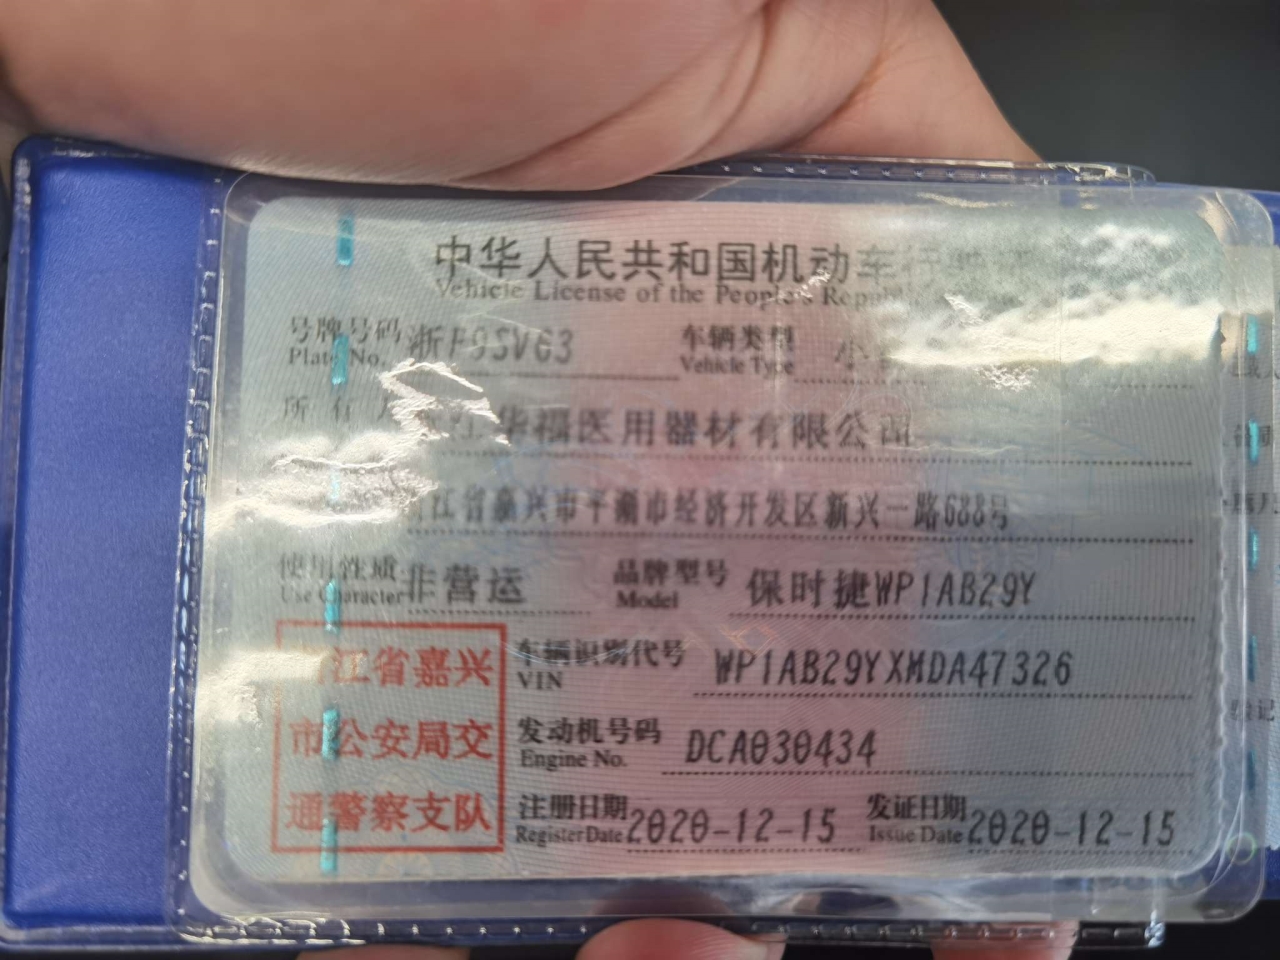 中华人民共和国机动车行驶证
Vehicle License of the People's Republic
号牌号码 浙F9SV63 车辆类型 小
Plate No. Vehicle Type
所有人 江华福医用器材有限公司
江省嘉兴市平湖市经济开发区新兴一路688号
使用性质 非营运 品牌型号 保时捷WP1AB29Y
Use Character Model
车辆识别代号 WP1AB29YXMDA47326
VIN
发动机号码 DCA030434
Engine No.
注册日期 2020-12-15 发证日期 2020-12-15
Register Date Issue Date
江省嘉兴
市公安局交
通警察支队